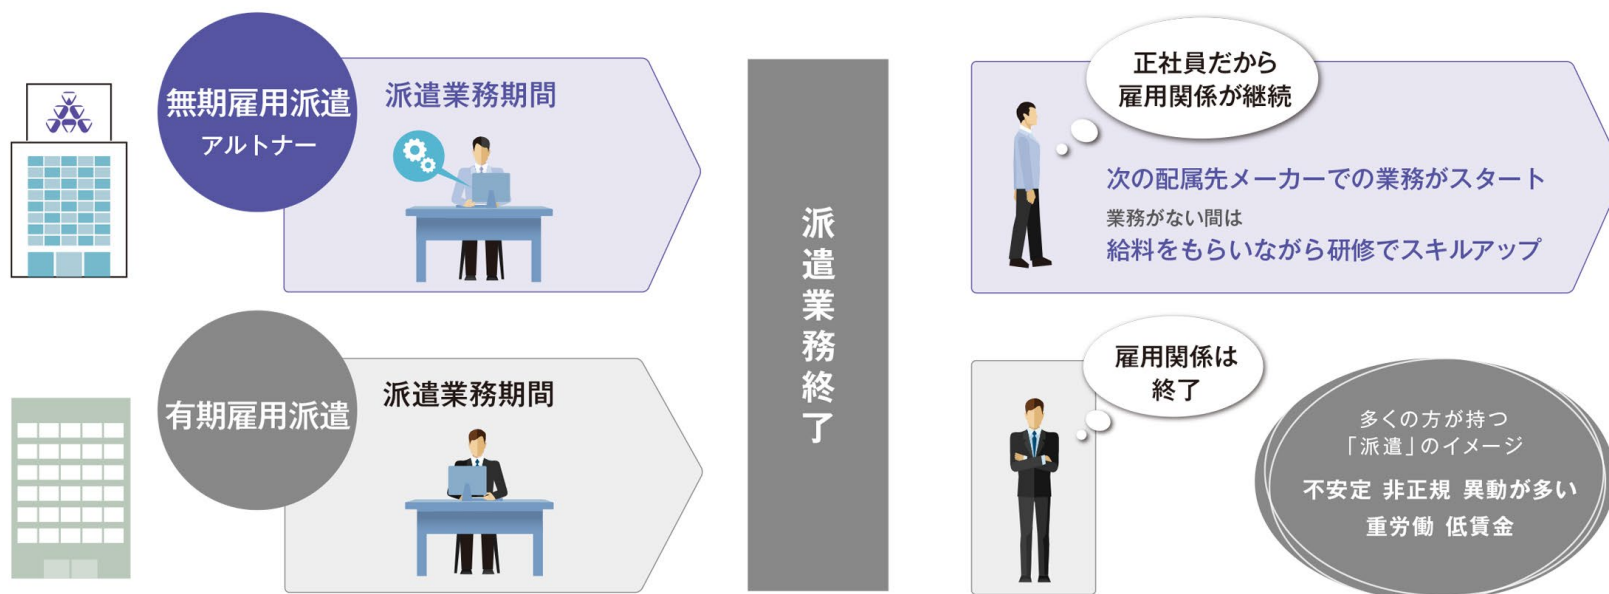 無期雇用派遣
アルトナー
派遣業務期間
派遣業務終了
正社員だから
雇用関係が継続
次の配属先メーカーでの業務がスタート
業務がない間は
給料をもらいながら研修でスキルアップ
有期雇用派遣
派遣業務期間
雇用関係は
終了
多くの方が持つ
「派遣」のイメージ
不安定 非正規 異動が多い
重労働 低賃金